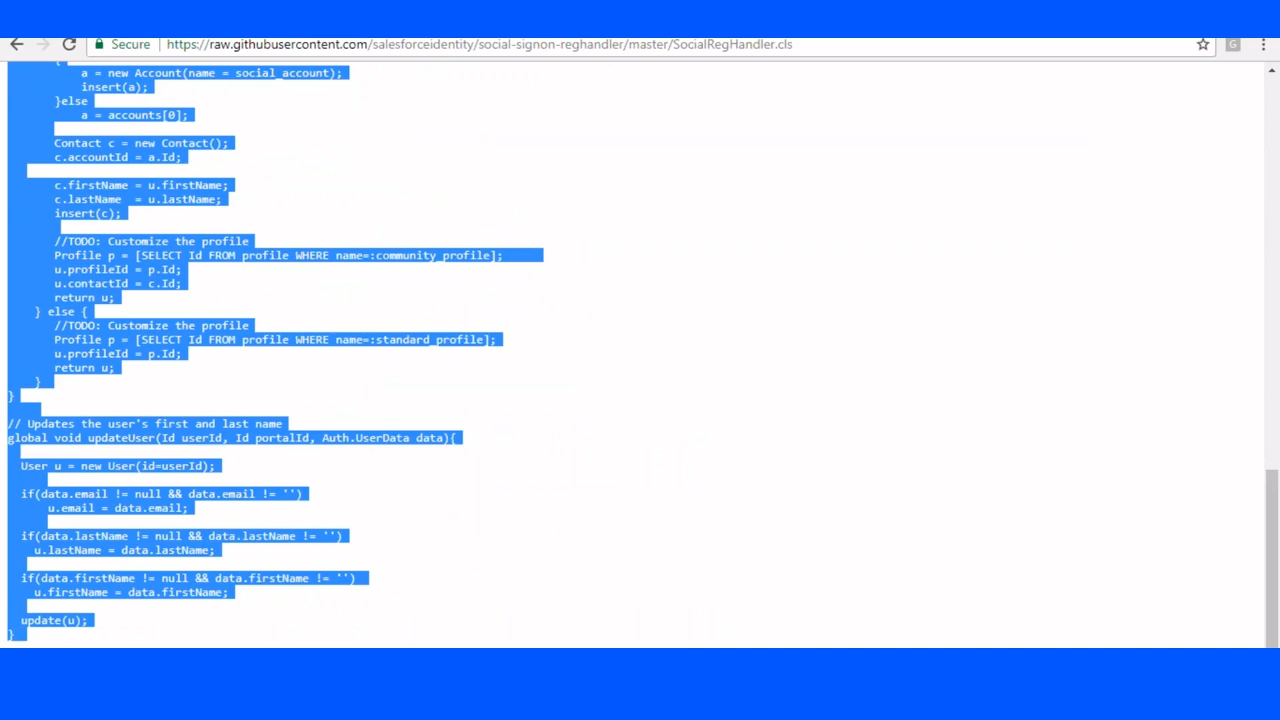 Secure
https://raw.githubusercontent.com/salesforceidentity/social-signon-reghandler/master/SocialRegHandler.cls
G
{
a = new Account(name = social_account);
insert(a);
}else
a = accounts[0];
Contact c = new Contact();
c.accountId = a.Id;
c.firstName = u.firstName;
c.lastName  = u.lastName;
insert(c);
//TODO: Customize the profile
Profile p = [SELECT Id FROM profile WHERE name=:community_profile];
u.profileId = p.Id;
u.contactId = c.Id;
return u;
} else {
//TODO: Customize the profile
Profile p = [SELECT Id FROM profile WHERE name=:standard_profile];
u.profileId = p.Id;
return u;
}
}
// Updates the user's first and last name
global void updateUser(Id userId, Id portalId, Auth.UserData data){
User u = new User(id=userId);
if(data.email != null && data.email != '')
u.email = data.email;
if(data.lastName != null && data.lastName != '')
u.lastName = data.lastName;
if(data.firstName != null && data.firstName != '')
u.firstName = data.firstName;
update(u);
}